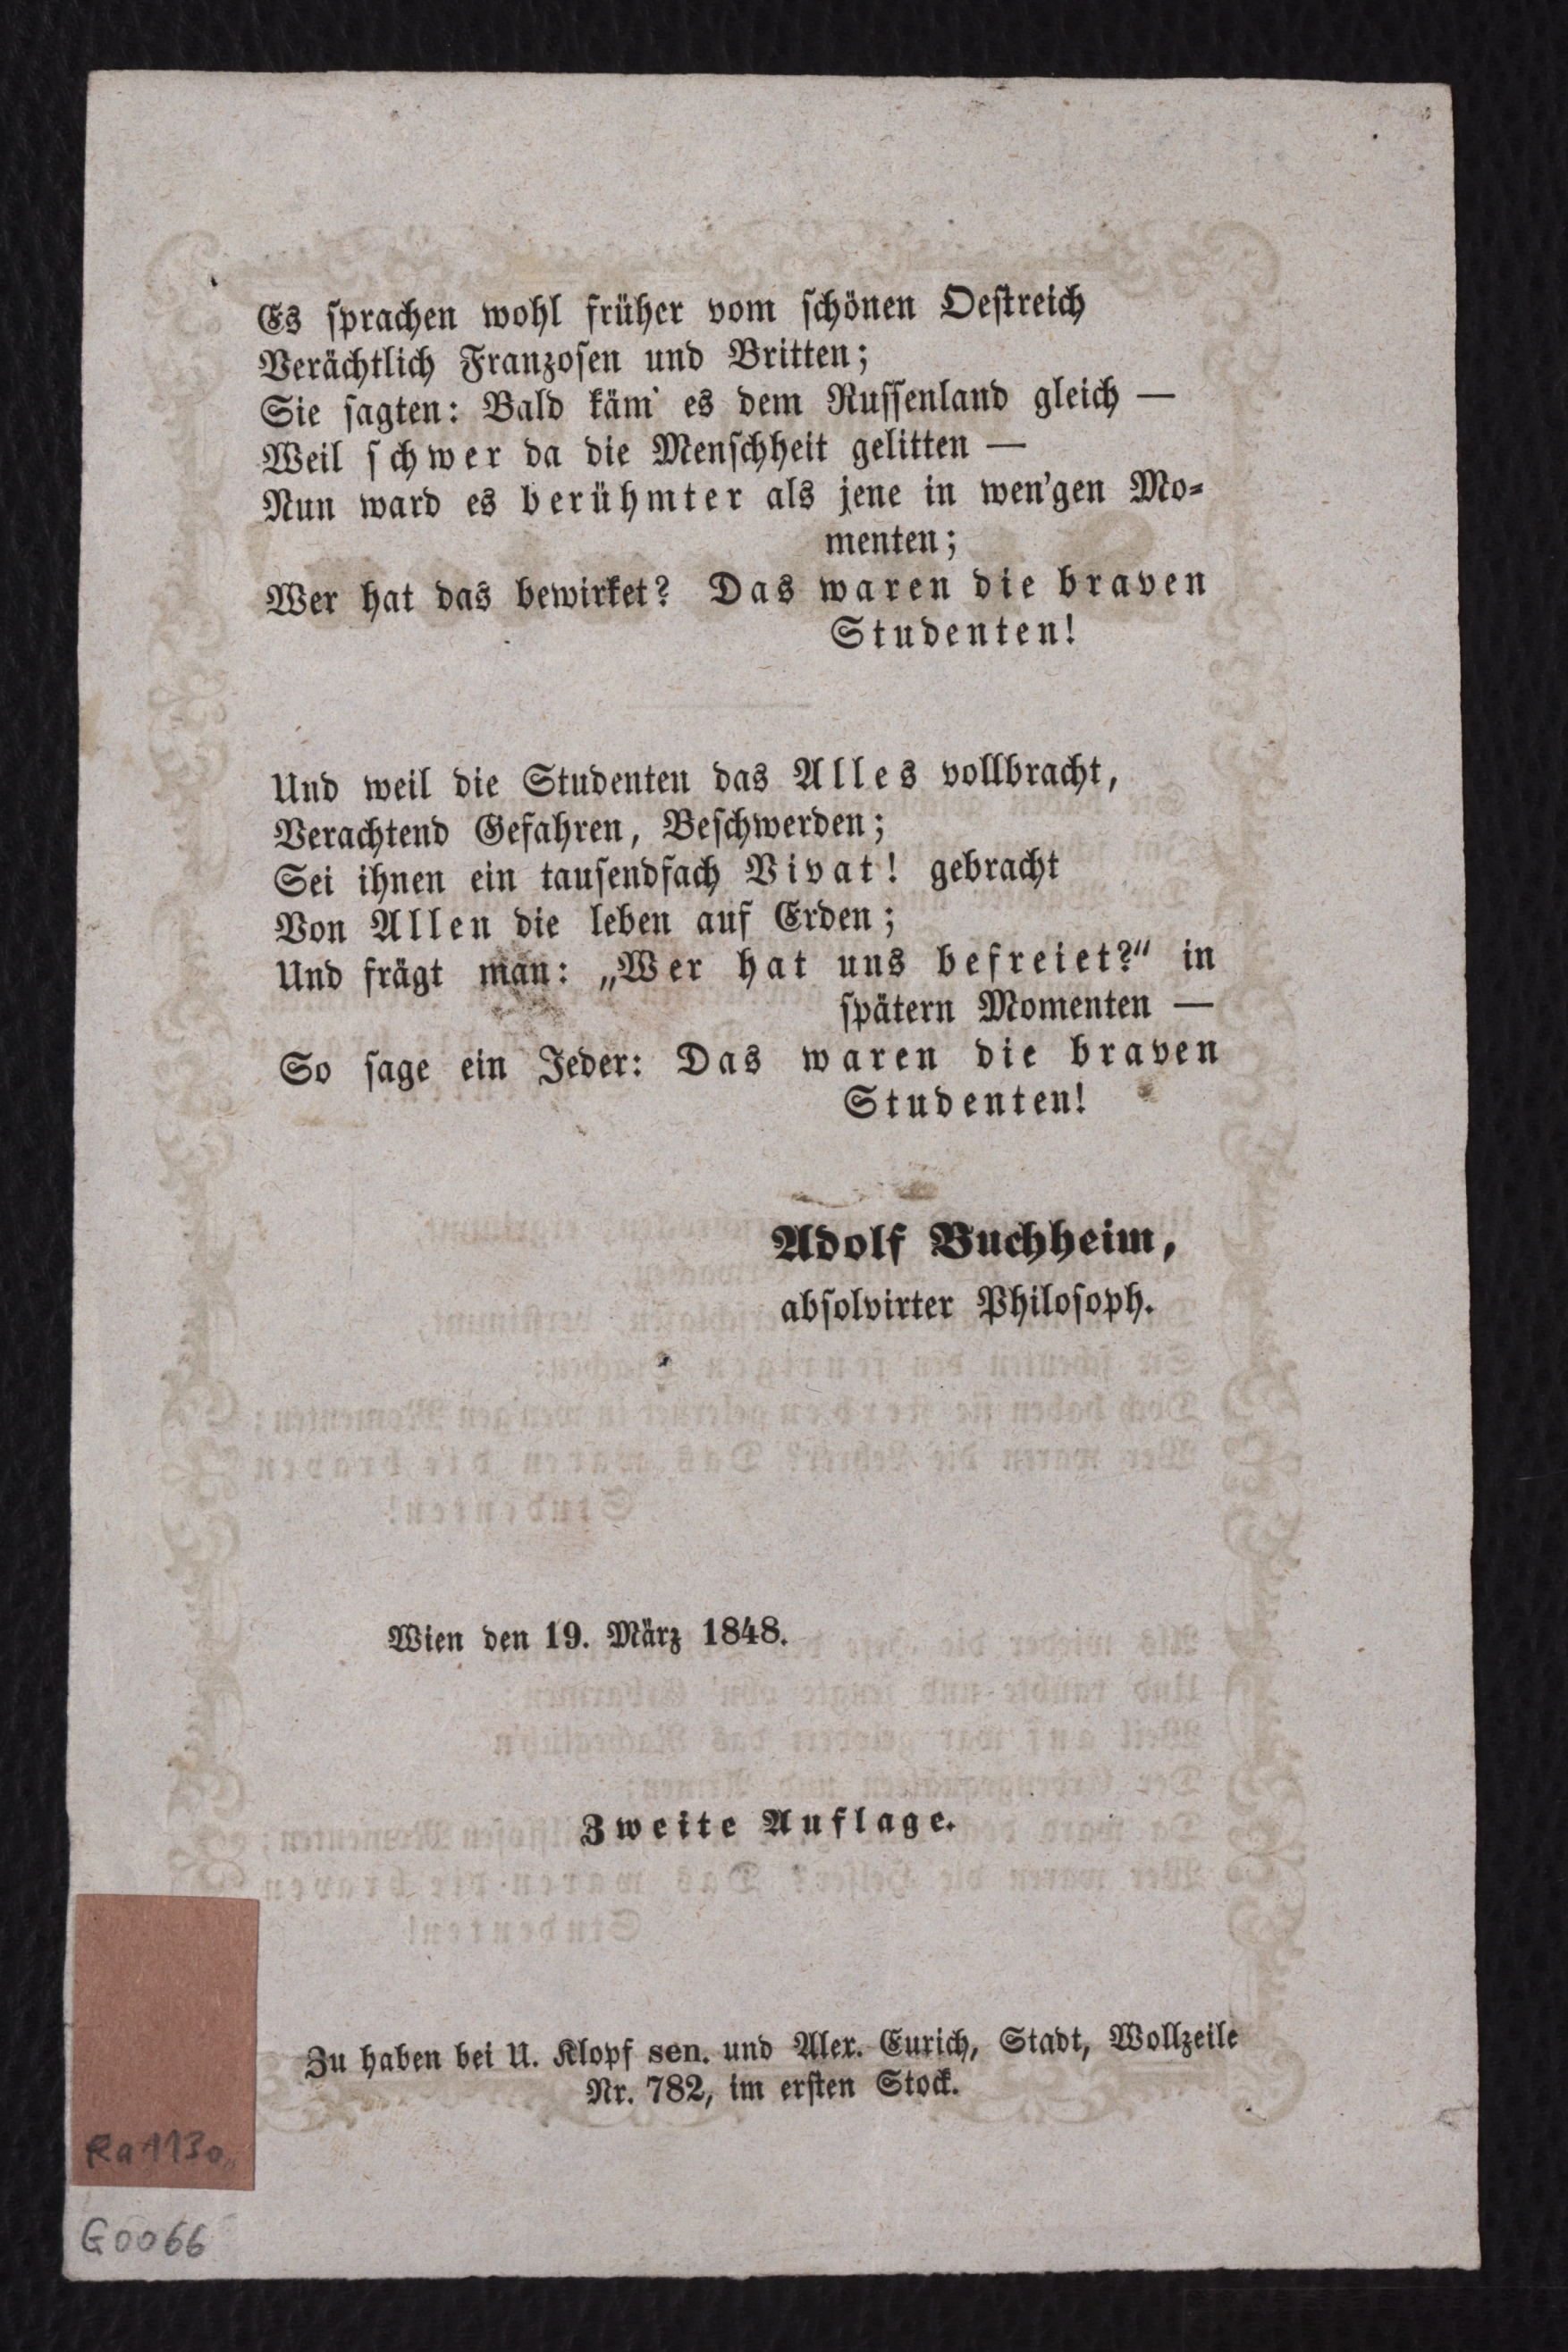 Es sprachen wohl früher vom schönen Oestreich
Verächtlich Franzosen und Britten;
Sie sagten: Bald käm' es dem Russenland gleich —
Weil schwer da die Menschheit gelitten —
Nun ward es berühmter als jene in wen'gen Mo-
menten;
Wer hat das bewirket? Das waren die braven
Studenten!
Und weil die Studenten das Alles vollbracht,
Verachtend Gefahren, Beschwerden;
Sei ihnen ein tausendfach Vivat! gebracht
Von Allen die leben auf Erden;
Und frägt man: „Wer hat uns befreiet?“ in
spätern Momenten —
So sage ein Jeder: Das waren die braven
Studenten!
Adolf Buchheim,
absolvirter Philosoph.
Wien den 19. März 1848.
Zweite Auflage.
Zu haben bei U. Klopf sen. und Alex. Eurich, Stadt, Wollzeile
Nr. 782, im ersten Stock.
Ra 1130
G0066